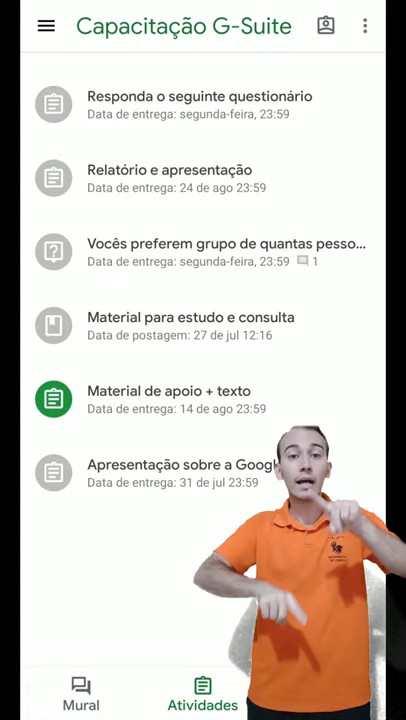 Capacitação G-Suite
Responda o seguinte questionário
Data de entrega: segunda-feira, 23:59
Relatório e apresentação
Data de entrega: 24 de ago 23:59
Vocês preferem grupo de quantas pesso...
Data de entrega: segunda-feira, 23:59 1
Material para estudo e consulta
Data de postagem: 27 de jul 12:16
Material de apoio + texto
Data de entrega: 14 de ago 23:59
Apresentação sobre a Googl
Data de entrega: 31 de jul 23:59
Mural
Atividades